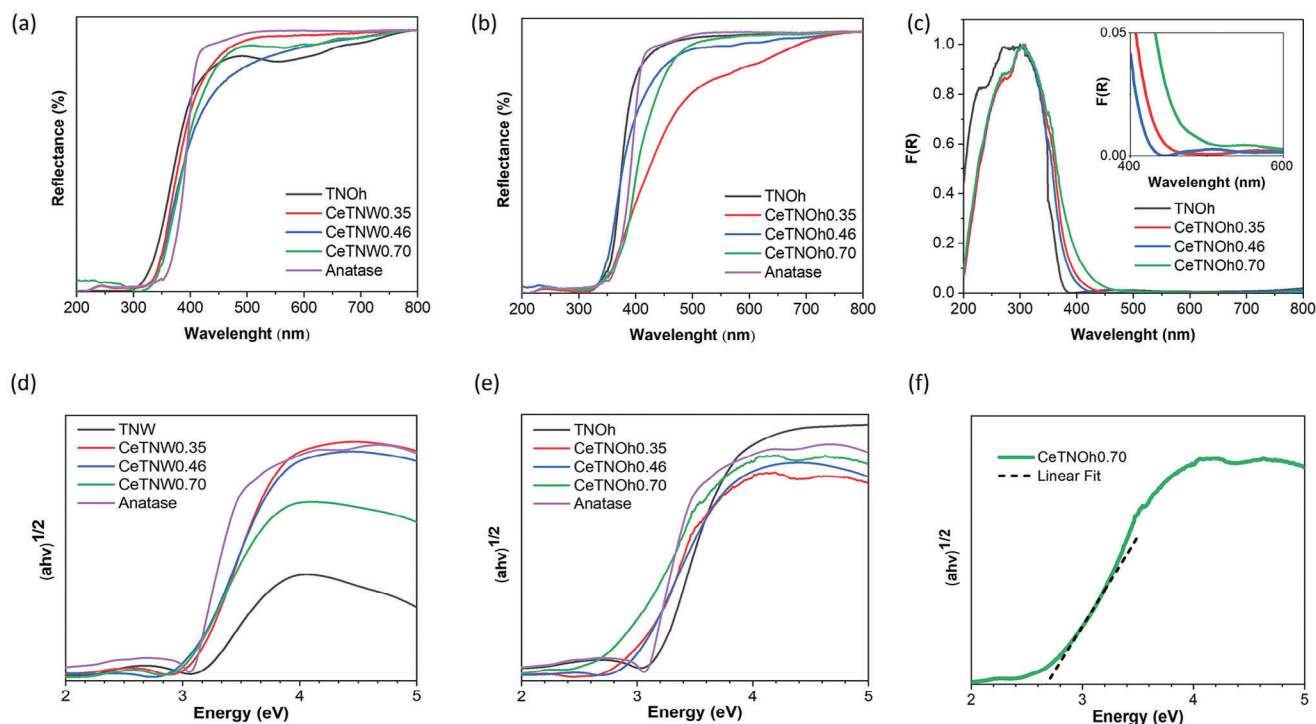 (a)
Reflectance (%)
TNOh
CeTNW0.35
CeTNW0.46
CeTNW0.70
Anatase
200 300 400 500 600 700 800
Wavelenght (nm)
(b)
Reflectance (%)
TNOh
CeTNOh0.35
CeTNOh0.46
CeTNOh0.70
Anatase
200 300 400 500 600 700 800
Wavelenght (nm)
(c)
F(R)
1.0
0.8
0.6
0.4
0.2
0.0
0.05
0.00
F(R)
400 600
Wavelenght (nm)
TNOh
CeTNOh0.35
CeTNOh0.46
CeTNOh0.70
200 300 400 500 600 700 800
Wavelenght (nm)
(d)
(ahv)1/2
TNW
CeTNW0.35
CeTNW0.46
CeTNW0.70
Anatase
2 3 4 5
Energy (eV)
(e)
(ahv)1/2
TNOh
CeTNOh0.35
CeTNOh0.46
CeTNOh0.70
Anatase
2 3 4 5
Energy (eV)
(f)
(ahv)1/2
CeTNOh0.70
Linear Fit
2 3 4 5
Energy (eV)